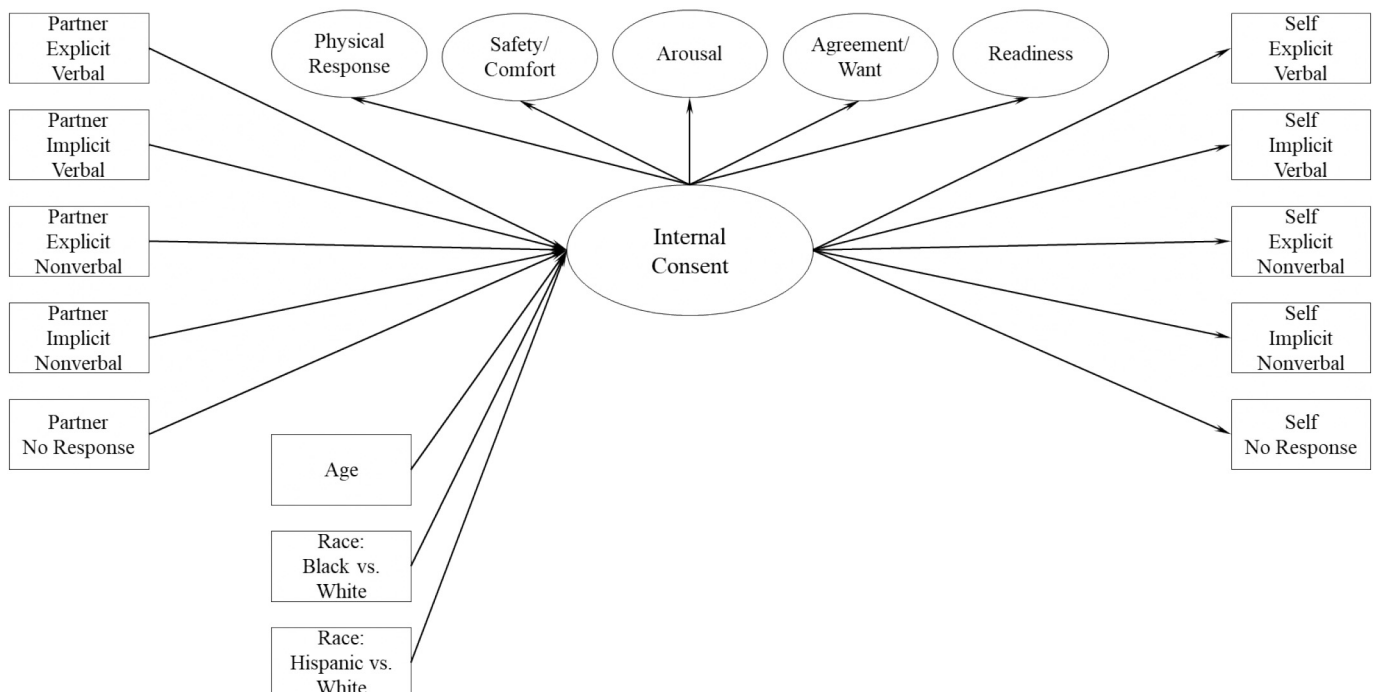 Partner
Explicit
Verbal
Partner
Implicit
Verbal
Partner
Explicit
Nonverbal
Partner
Implicit
Nonverbal
Partner
No Response
Physical
Response
Safety/
Comfort
Arousal
Agreement/
Want
Readiness
Internal
Consent
Age
Race:
Black vs.
White
Race:
Hispanic vs.
White
Self
Explicit
Verbal
Self
Implicit
Verbal
Self
Explicit
Nonverbal
Self
Implicit
Nonverbal
Self
No Response